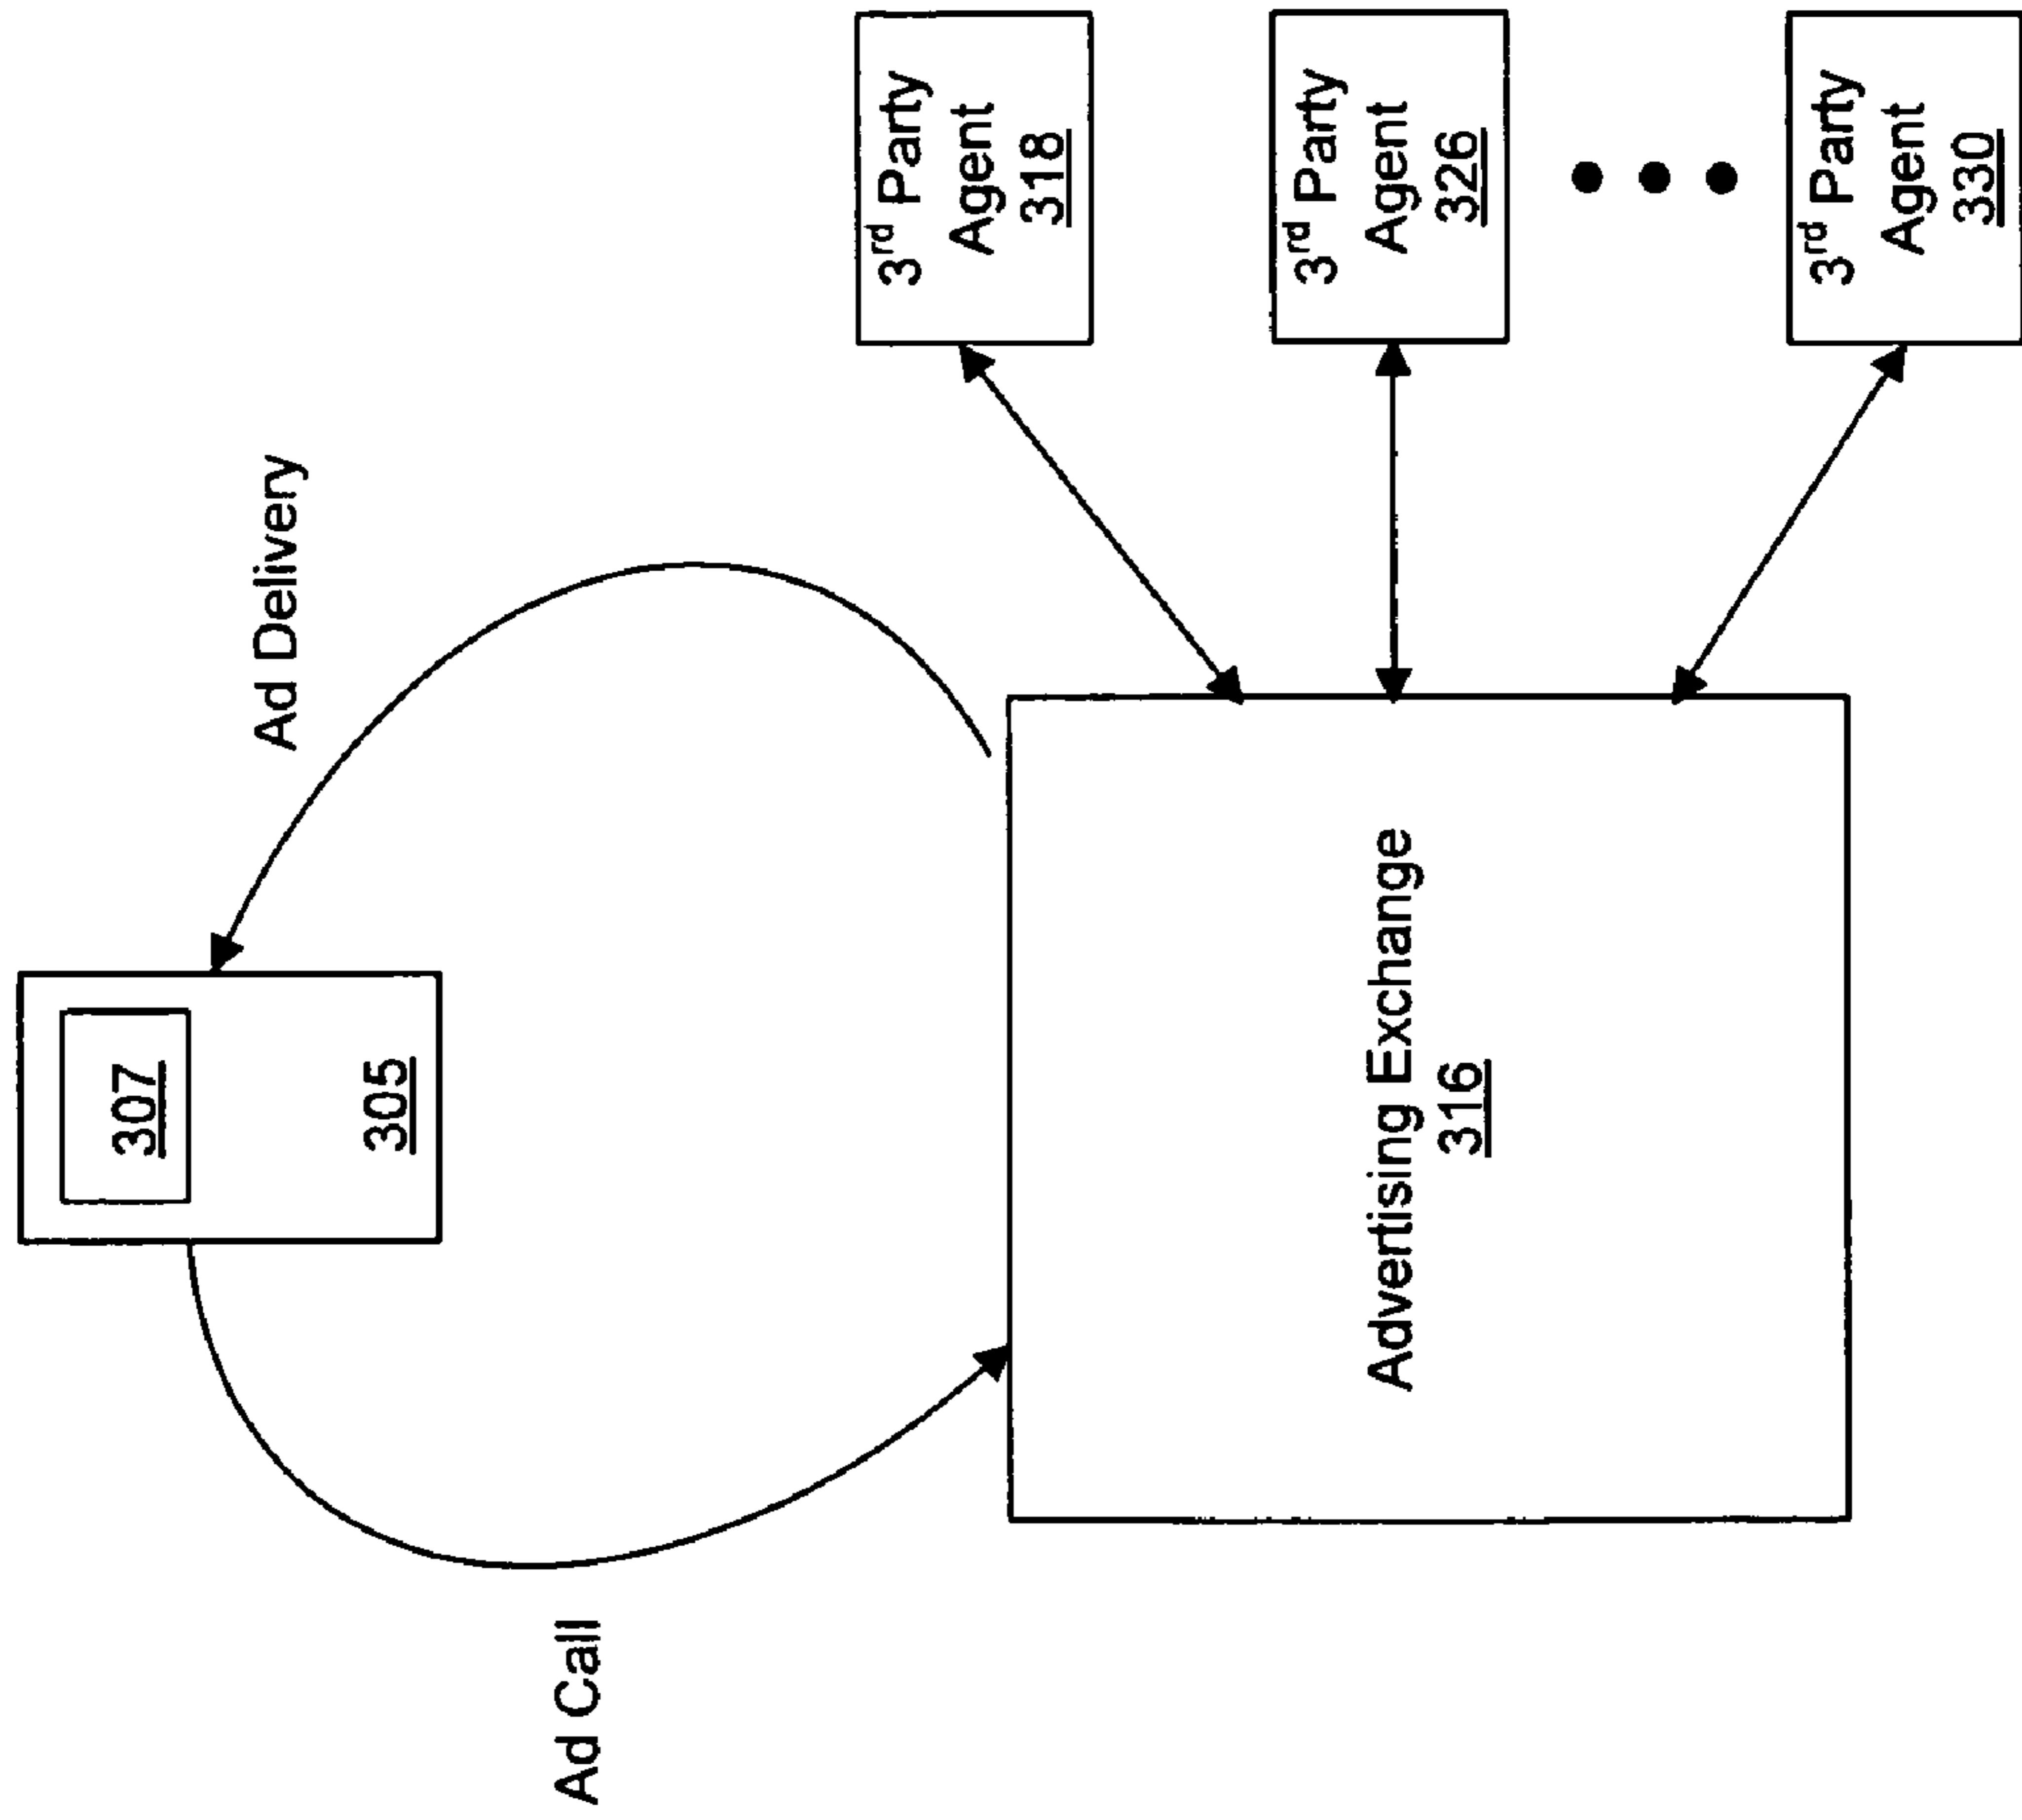 307
305
Ad Call
Ad Delivery
Advertising Exchange
316
3rd Party
Agent
318
3rd Party
Agent
326
3rd Party
Agent
330